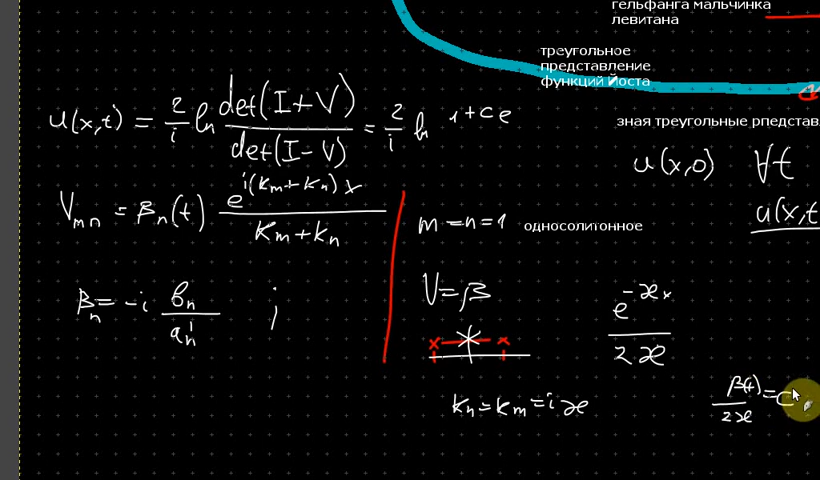 гельфанга мальчинка
левитана
треугольное
представление
функций Йоста
зная треугольные рпедстав
u(x,t) = 2/i ln det(I+V)/det(I-V) = 2/i ln 1+ce
u(x,0) ∀t
u(x,t
V_mn = β_n(t) e^{i(k_m+k_n)x}/(k_m+k_n)
m=n=1 односолитонное
β_n = -i b_n/a'_n ;
V=β e^{-æx}/2æ
k_n=k_m=iæ
β(t)/2æ = C